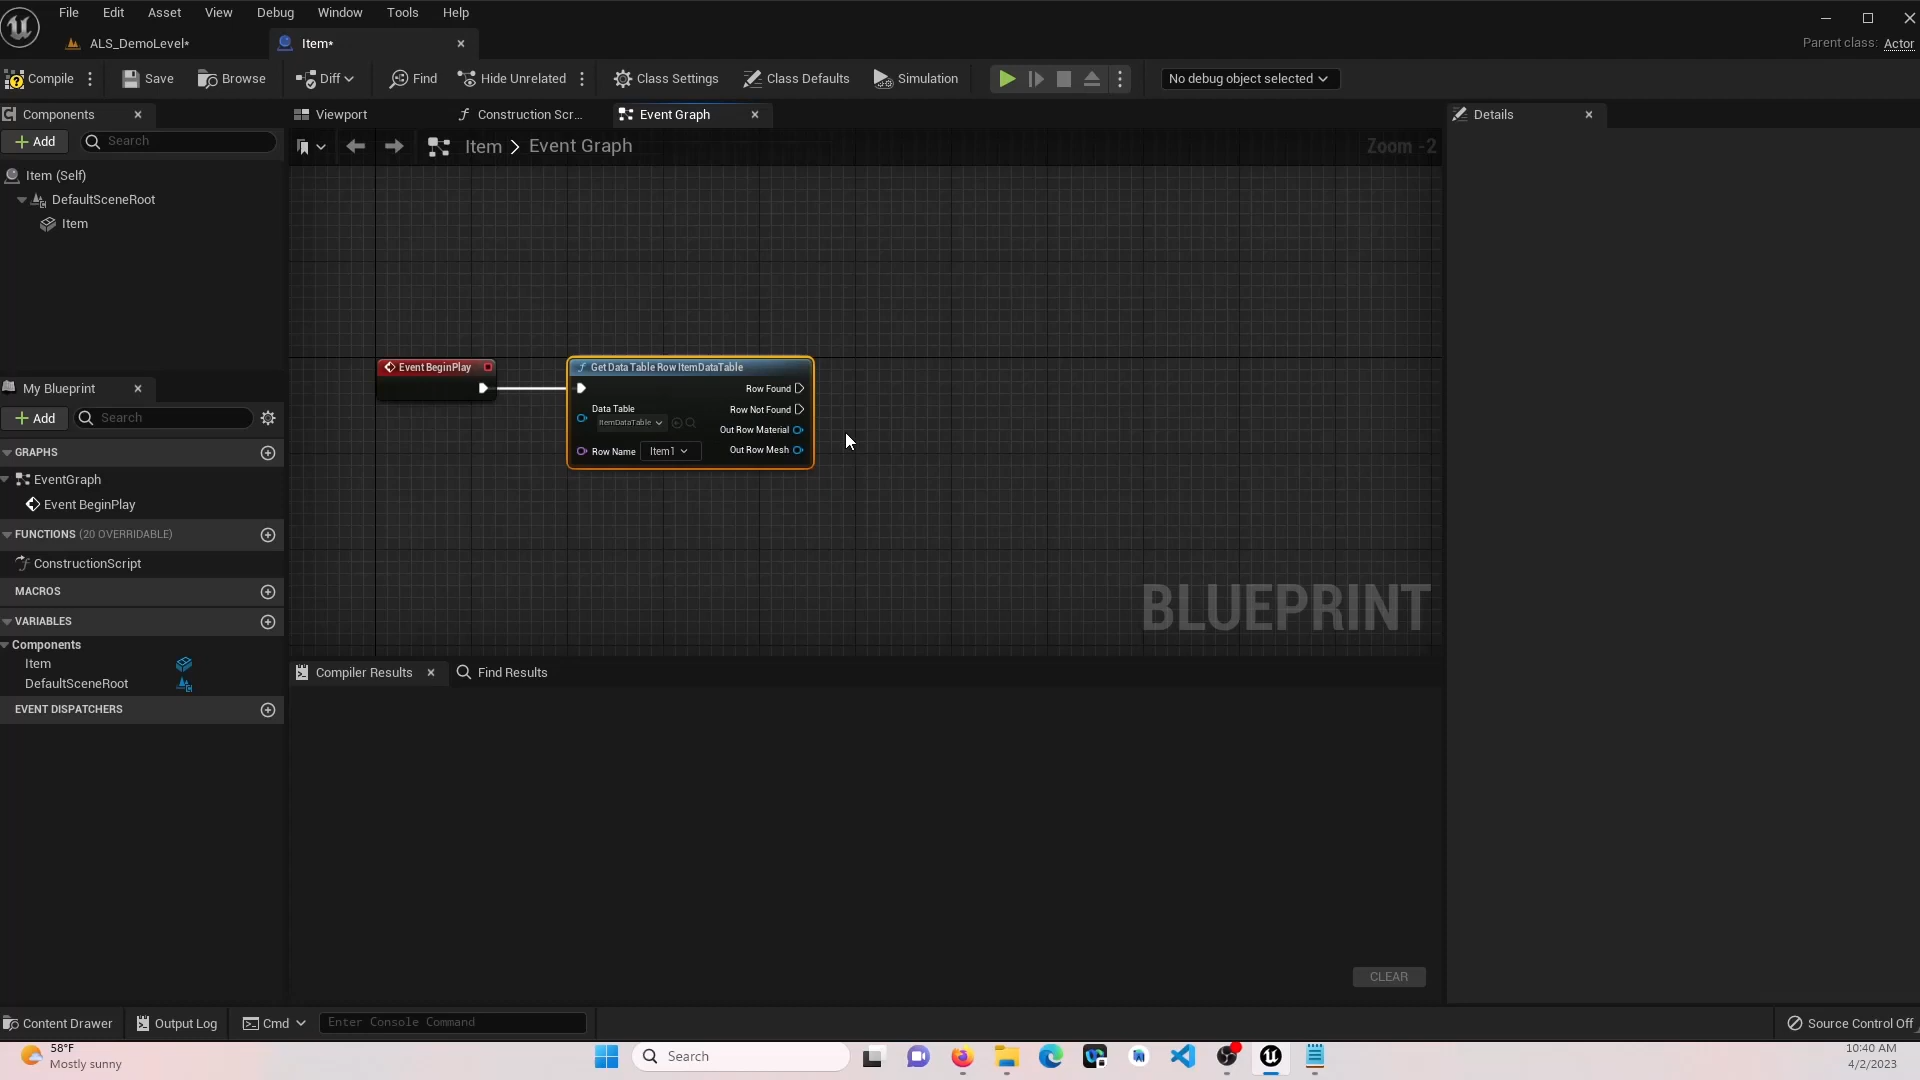 File Edit Asset View Debug Window Tools Help
ALS_DemoLevel*
Item*
Parent class: Actor
Compile
Save
Browse
Diff
Find
Hide Unrelated
Class Settings
Class Defaults
Simulation
No debug object selected
Components
Viewport
Construction Scr...
Event Graph
Details
Add
Search
Item > Event Graph
Zoom -2
Item (Self)
DefaultSceneRoot
Item
Event BeginPlay
Get Data Table Row ItemDataTable
Row Found
Data Table
Row Not Found
ItemDataTable
Out Row Material
Row Name
Item1
Out Row Mesh
My Blueprint
Add
Search
GRAPHS
EventGraph
Event BeginPlay
FUNCTIONS (20 OVERRIDABLE)
ConstructionScript
MACROS
VARIABLES
Components
Item
DefaultSceneRoot
EVENT DISPATCHERS
BLUEPRINT
Compiler Results
Find Results
CLEAR
Content Drawer
Output Log
Cmd
Enter Console Command
Source Control Off
58°F
Mostly sunny
Search
10:40 AM
4/2/2023